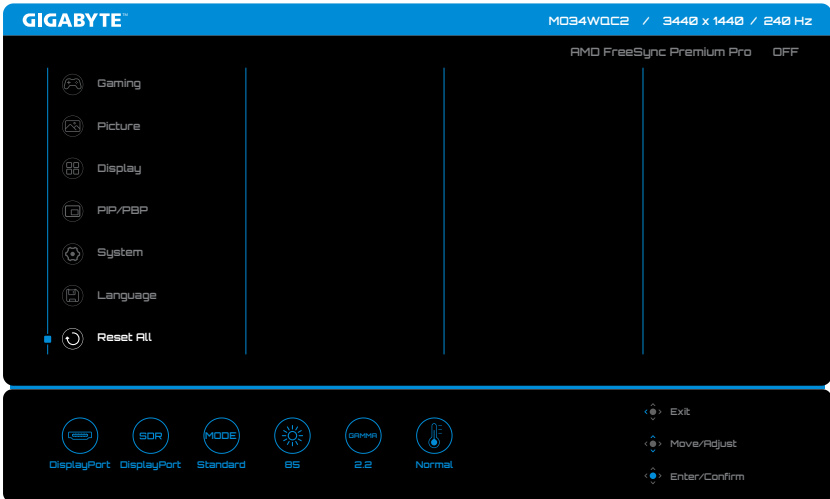 GIGABYTE™
MO34WQC2 / 3440 x 1440 / 240 Hz
AMD FreeSync Premium Pro OFF
Gaming
Picture
Display
PIP/PBP
System
Language
Reset All
SDR
MODE
GAMMA
DisplayPort DisplayPort Standard 85 2.2 Normal
Exit
Move/Adjust
Enter/Confirm